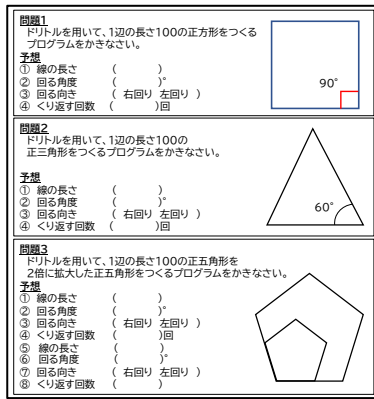 問題1
ドリトルを用いて、1辺の長さ100の正方形をつくる
プログラムをかきなさい。
予想
① 線の長さ ( )
② 回る角度 ( )°
③ 回る向き ( 右回り 左回り )
④ くり返す回数 ( )回
90°
問題2
ドリトルを用いて、1辺の長さ100の
正三角形をつくるプログラムをかきなさい。
予想
① 線の長さ ( )
② 回る角度 ( )°
③ 回る向き ( 右回り 左回り )
④ くり返す回数 ( )回
60°
問題3
ドリトルを用いて、1辺の長さ100の正五角形を
2倍に拡大した正五角形をつくるプログラムをかきなさい。
予想
① 線の長さ ( )
② 回る角度 ( )°
③ 回る向き ( 右回り 左回り )
④ くり返す回数 ( )回
⑤ 線の長さ ( )
⑥ 回る角度 ( )°
⑦ 回る向き ( 右回り 左回り )
⑧ くり返す回数 ( )